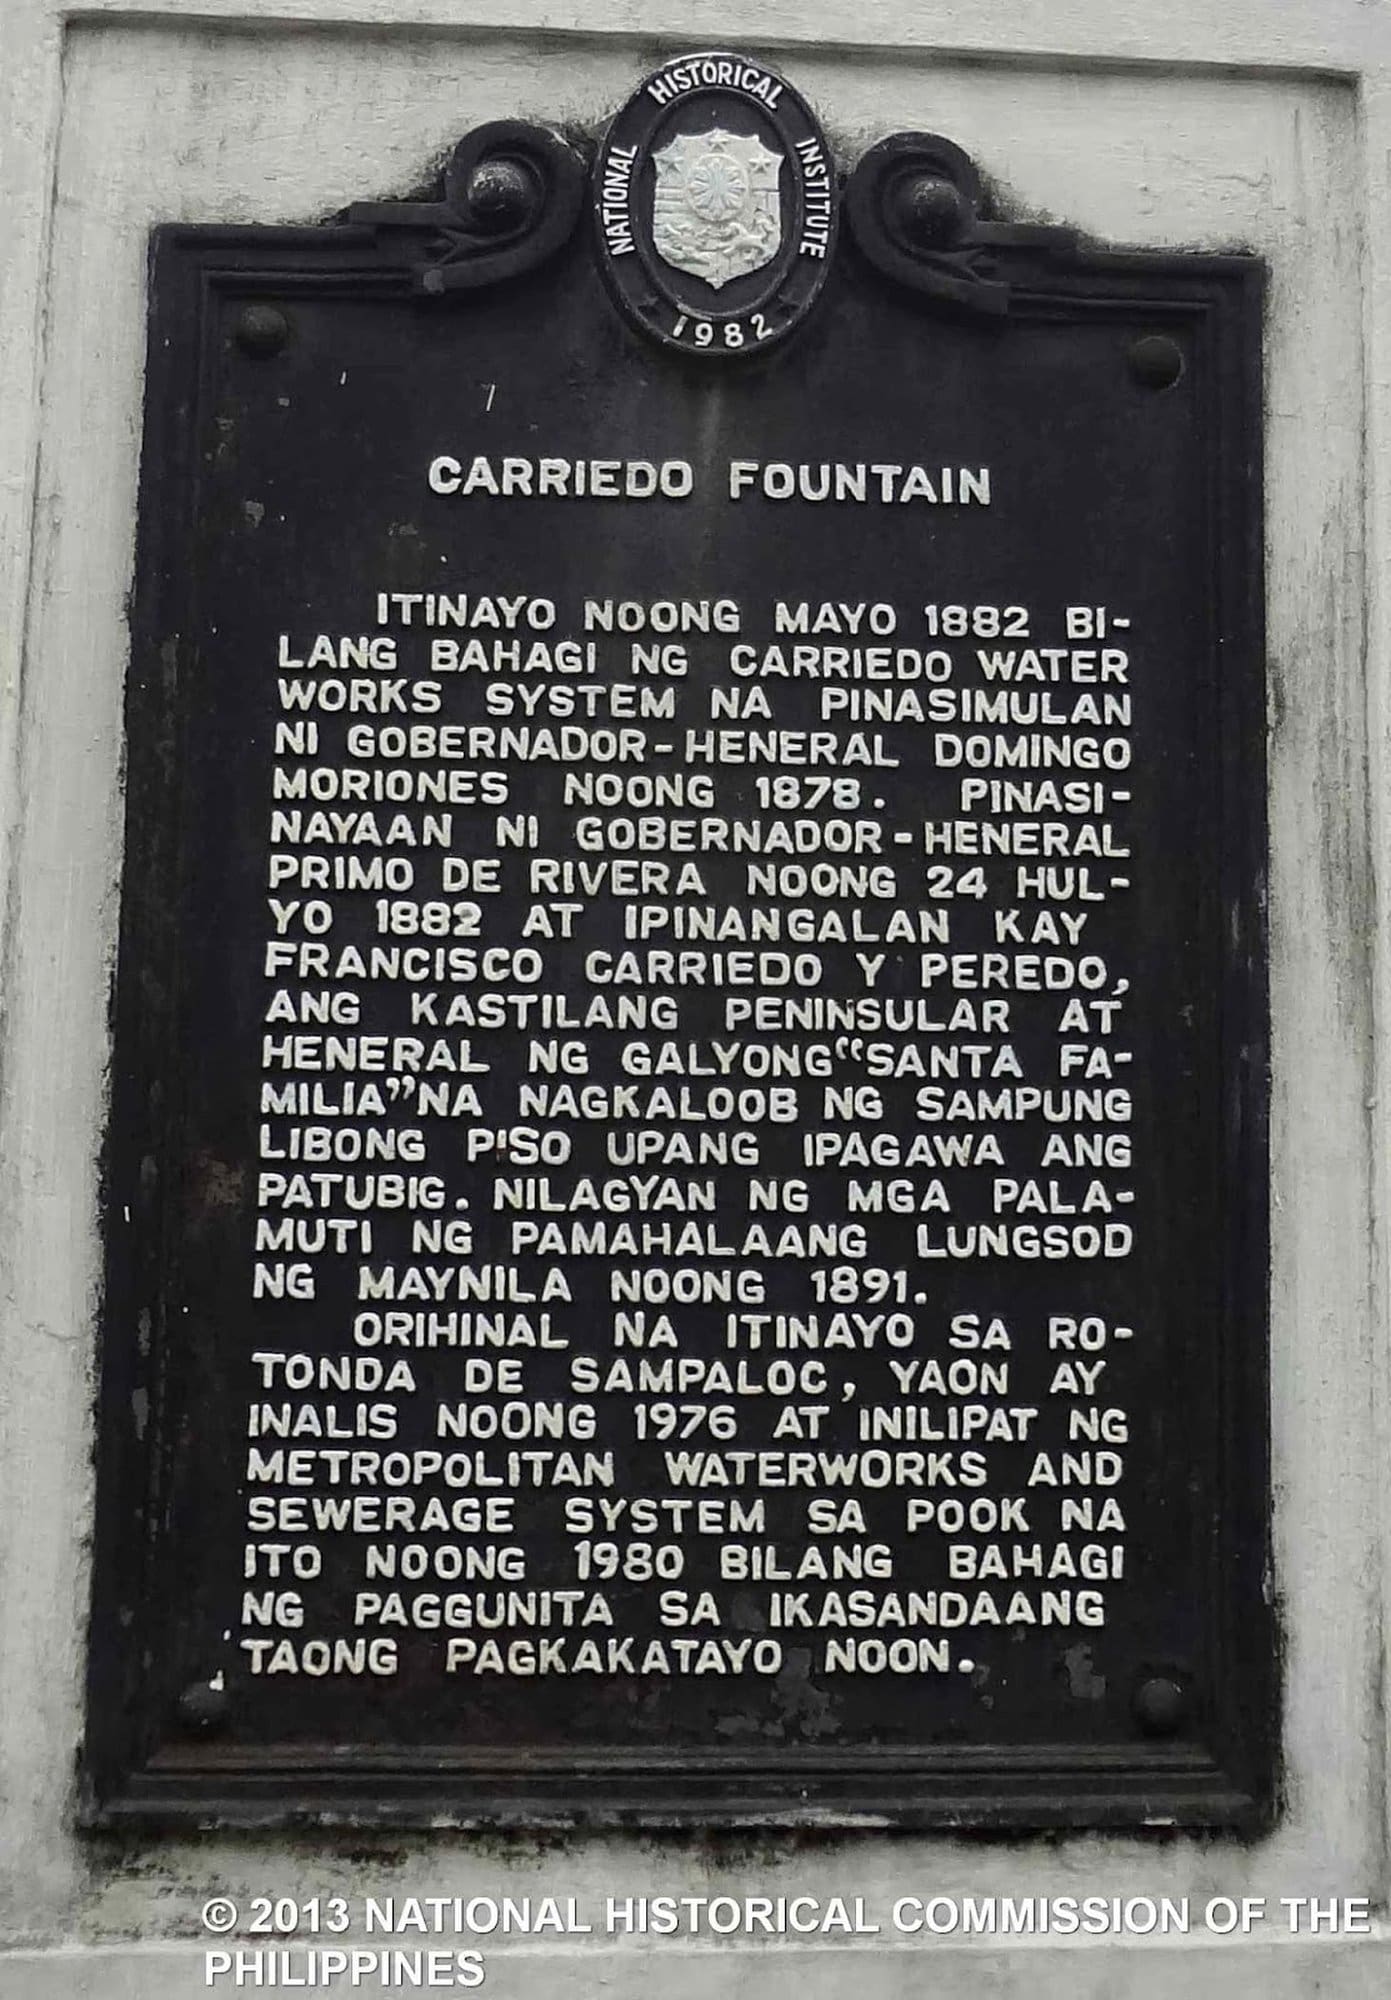 NATIONAL HISTORICAL INSTITUTE
1982
CARRIEDO FOUNTAIN
ITINAYO NOONG MAYO 1882 BI-
LANG BAHAGI NG CARRIEDO WATER
WORKS SYSTEM NA PINASIMULAN
NI GOBERNADOR-HENERAL DOMINGO
MORIONES NOONG 1878. PINASI-
NAYAAN NI GOBERNADOR-HENERAL
PRIMO DE RIVERA NOONG 24 HUL-
YO 1882 AT IPINANGALAN KAY
FRANCISCO CARRIEDO Y PEREDO,
ANG KASTILANG PENINSULAR AT
HENERAL NG GALYONG“SANTA FA-
MILIA”NA NAGKALOOB NG SAMPUNG
LIBONG PISO UPANG IPAGAWA ANG
PATUBIG. NILAGYAN NG MGA PALA-
MUTI NG PAMAHALAANG LUNGSOD
NG MAYNILA NOONG 1891.
ORIHINAL NA ITINAYO SA RO-
TONDA DE SAMPALOC, YAON AY
INALIS NOONG 1976 AT INILIPAT NG
METROPOLITAN WATERWORKS AND
SEWERAGE SYSTEM SA POOK NA
ITO NOONG 1980 BILANG BAHAGI
NG PAGGUNITA SA IKASANDAANG
TAONG PAGKAKATAYO NOON.
© 2013 NATIONAL HISTORICAL COMMISSION OF THE
PHILIPPINES